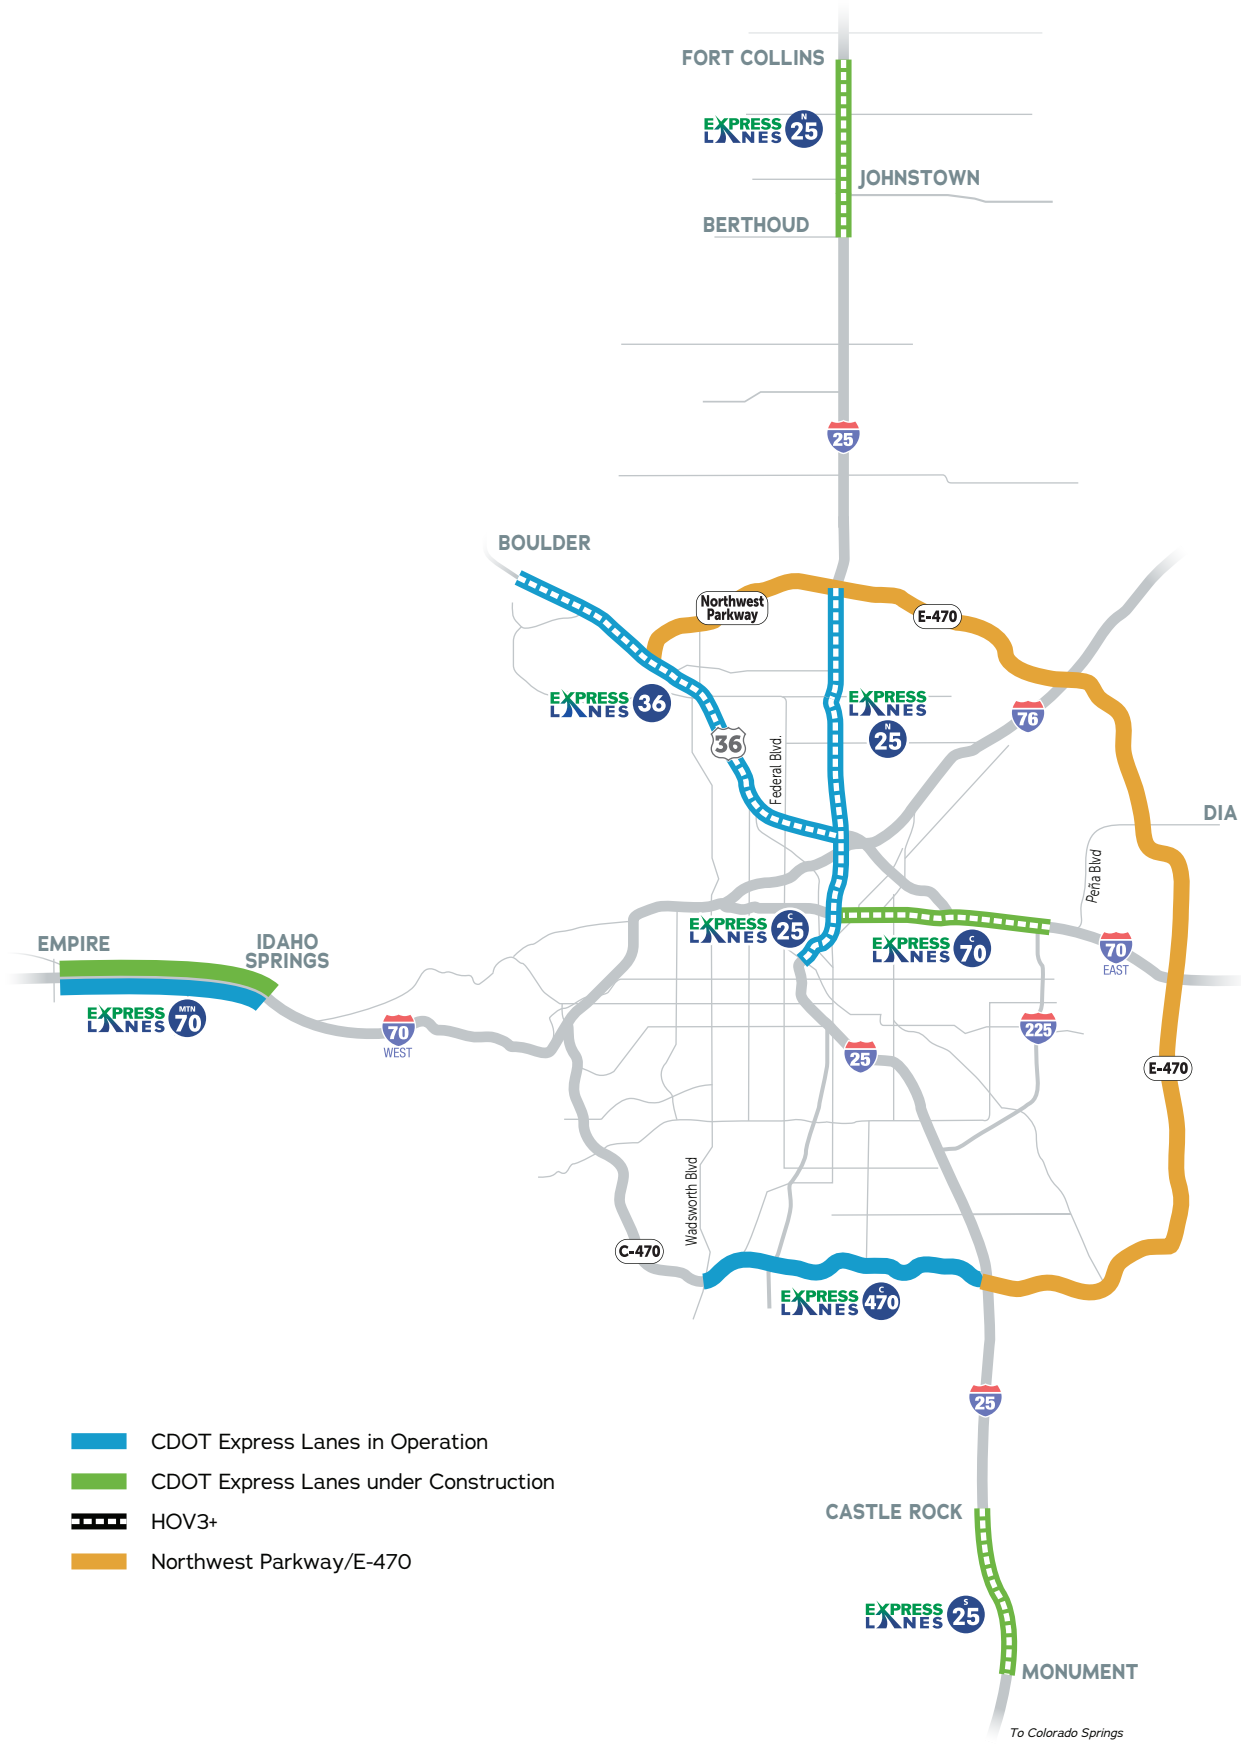 FORT COLLINS
EXPRESS
LANES
N
25
JOHNSTOWN
BERTHOUD
25
BOULDER
Northwest
Parkway
E-470
EXPRESS
LANES
36
EXPRESS
LANES
N
25
76
36
Federal Blvd.
DIA
Peña Blvd
EXPRESS
LANES
C
25
EXPRESS
LANES
C
70
70
EAST
EMPIRE
IDAHO
SPRINGS
EXPRESS
LANES
MTN
70
70
WEST
225
25
E-470
Wadsworth Blvd
C-470
EXPRESS
LANES
C
470
25
CDOT Express Lanes in Operation
CDOT Express Lanes under Construction
HOV3+
Northwest Parkway/E-470
CASTLE ROCK
EXPRESS
LANES
S
25
MONUMENT
To Colorado Springs